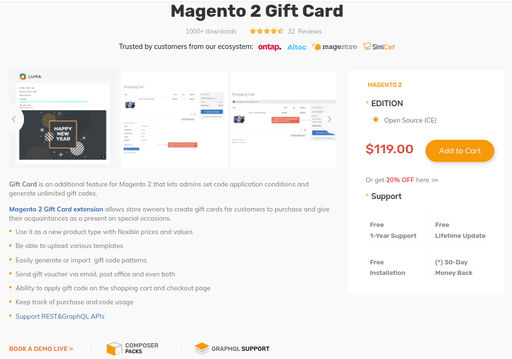 Magento 2 Gift Card
1000+ downloads
32 Reviews
Trusted by customers from our ecosystem: ontap. Aitoc magestore SimiCart
LUMA
HAPPY
NEW
YEAR
Shopping Cart
Shopping Cart
Gift Card is an additional feature for Magento 2 that lets admins set code application conditions and
generate unlimited gift codes.
Magento 2 Gift Card extension allows store owners to create gift cards for customers to purchase and give
their acquaintances as a present on special occasions.
Use it as a new product type with flexible prices and values
Be able to upload various templates
Easily generate or import gift code patterns
Send gift voucher via email, post office and even both
Ability to apply gift code on the shopping cart and checkout page
Keep track of purchase and code usage
Support REST&GraphQL APIs
BOOK A DEMO LIVE »
COMPOSER
PACKS
GRAPHQL SUPPORT
MAGENTO 2
EDITION
Open Source (CE)
$119.00
Add to Cart
Or get 20% OFF here >>
Support
Free
1-Year Support
Free
Lifetime Update
Free
Installation
(*) 30-Day
Money Back